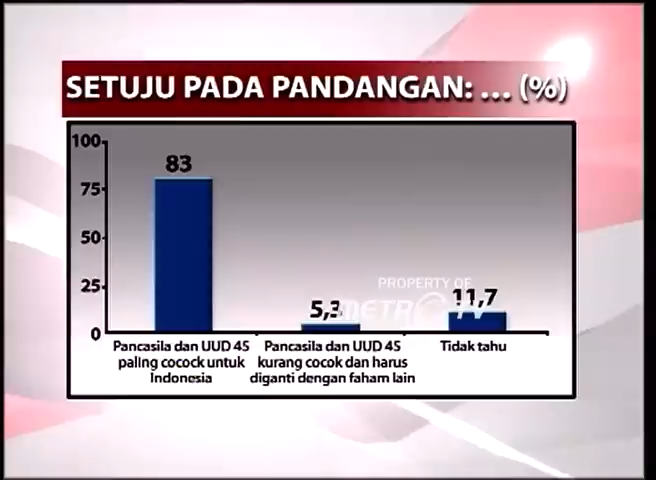 SETUJU PADA PANDANGAN: ... (%)
100
83
75
50
25
PROPERTY OF
METRO TV
5,3
11,7
0
Pancasila dan UUD 45
paling cocock untuk
Indonesia
Pancasila dan UUD 45
kurang cocok dan harus
diganti dengan faham lain
Tidak tahu